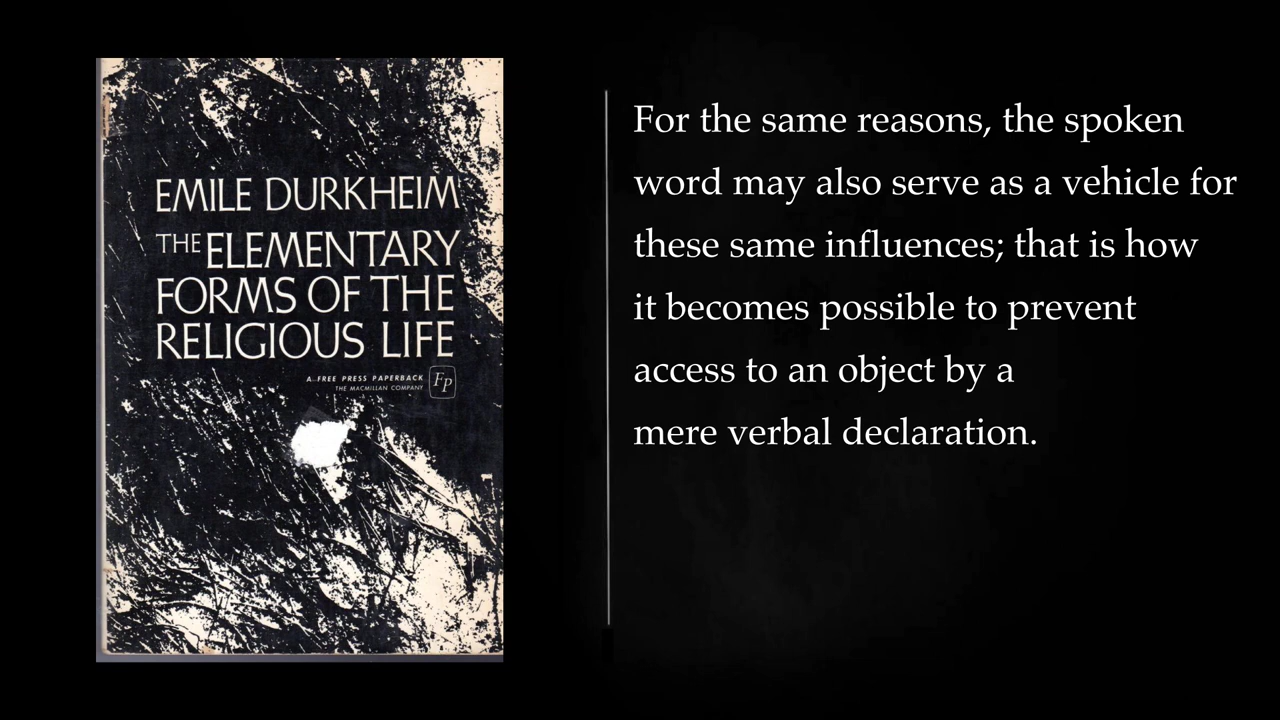 EMILE DURKHEIM
THE ELEMENTARY
FORMS OF THE
RELIGIOUS LIFE
A FREE PRESS PAPERBACK
THE MACMILLAN COMPANY
Fp
For the same reasons, the spoken
word may also serve as a vehicle for
these same influences; that is how
it becomes possible to prevent
access to an object by a
mere verbal declaration.